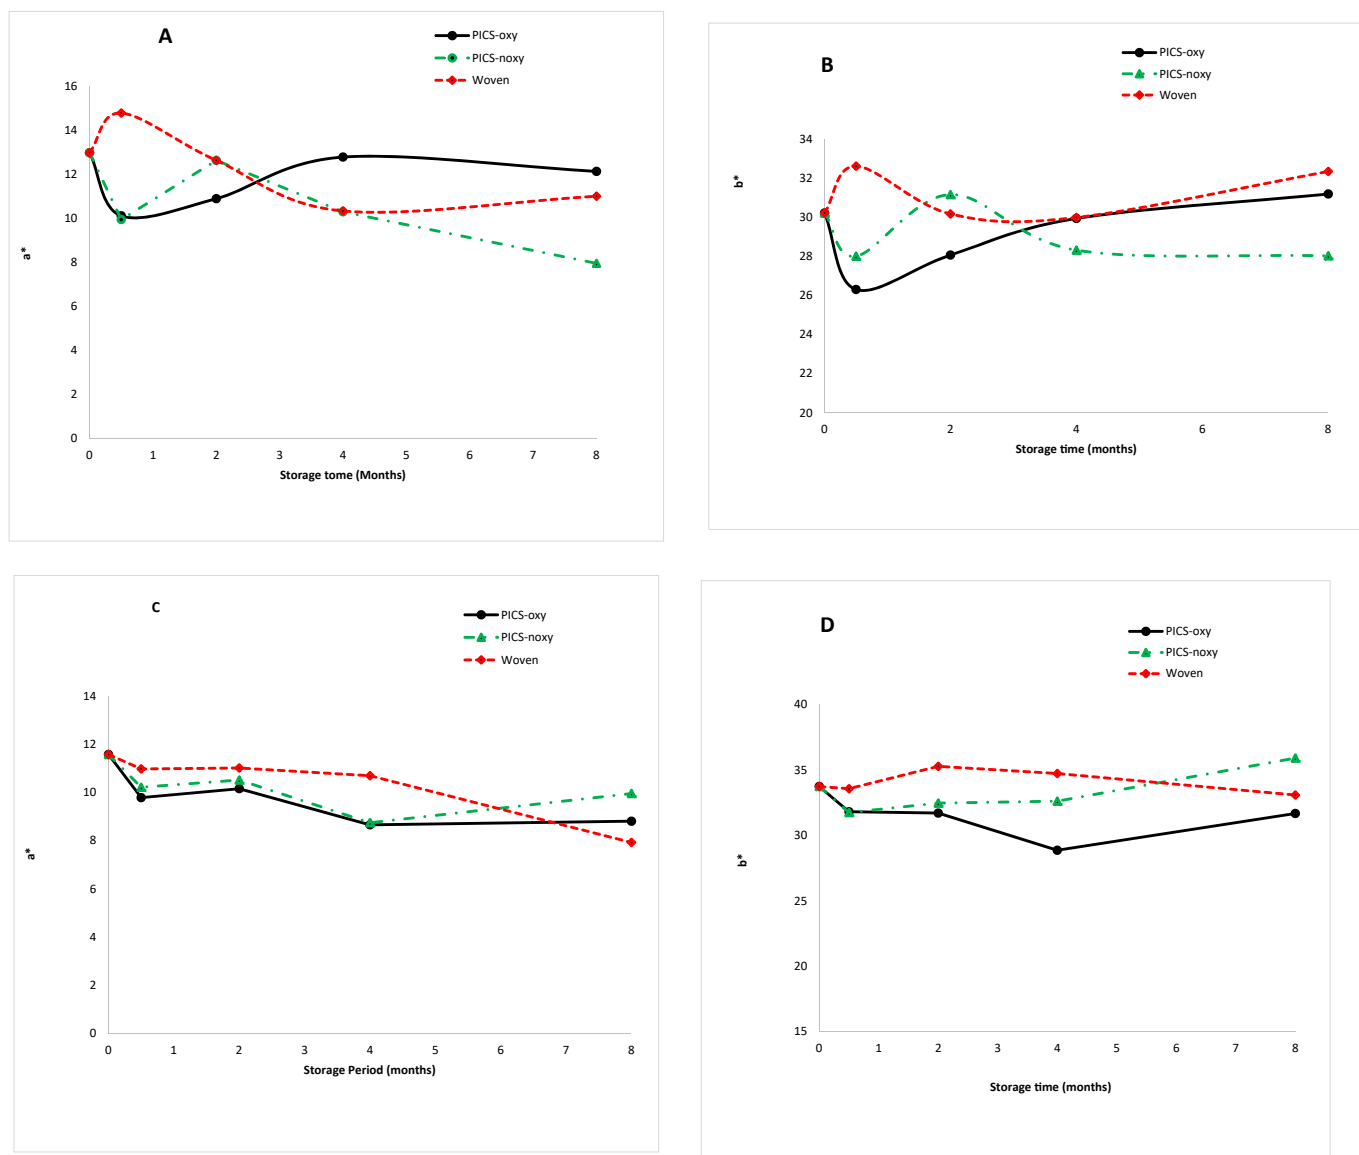 A
PICS-oxy
PICS-noxy
Woven
16
14
12
10
8
6
4
2
0
a*
0 1 2 3 4 5 6 7 8
Storage tome (Months)
B
PICS-oxy
PICS-noxy
Woven
34
32
30
28
26
24
22
20
b*
0 2 4 6 8
Storage time (months)
C
PICS-oxy
PICS-noxy
Woven
14
12
10
8
6
4
2
0
a*
0 1 2 3 4 5 6 7 8
Storage Period (months)
D
PICS-oxy
PICS-noxy
Woven
40
35
30
25
20
15
b*
0 1 2 3 4 5 6 7 8
Storage time (months)